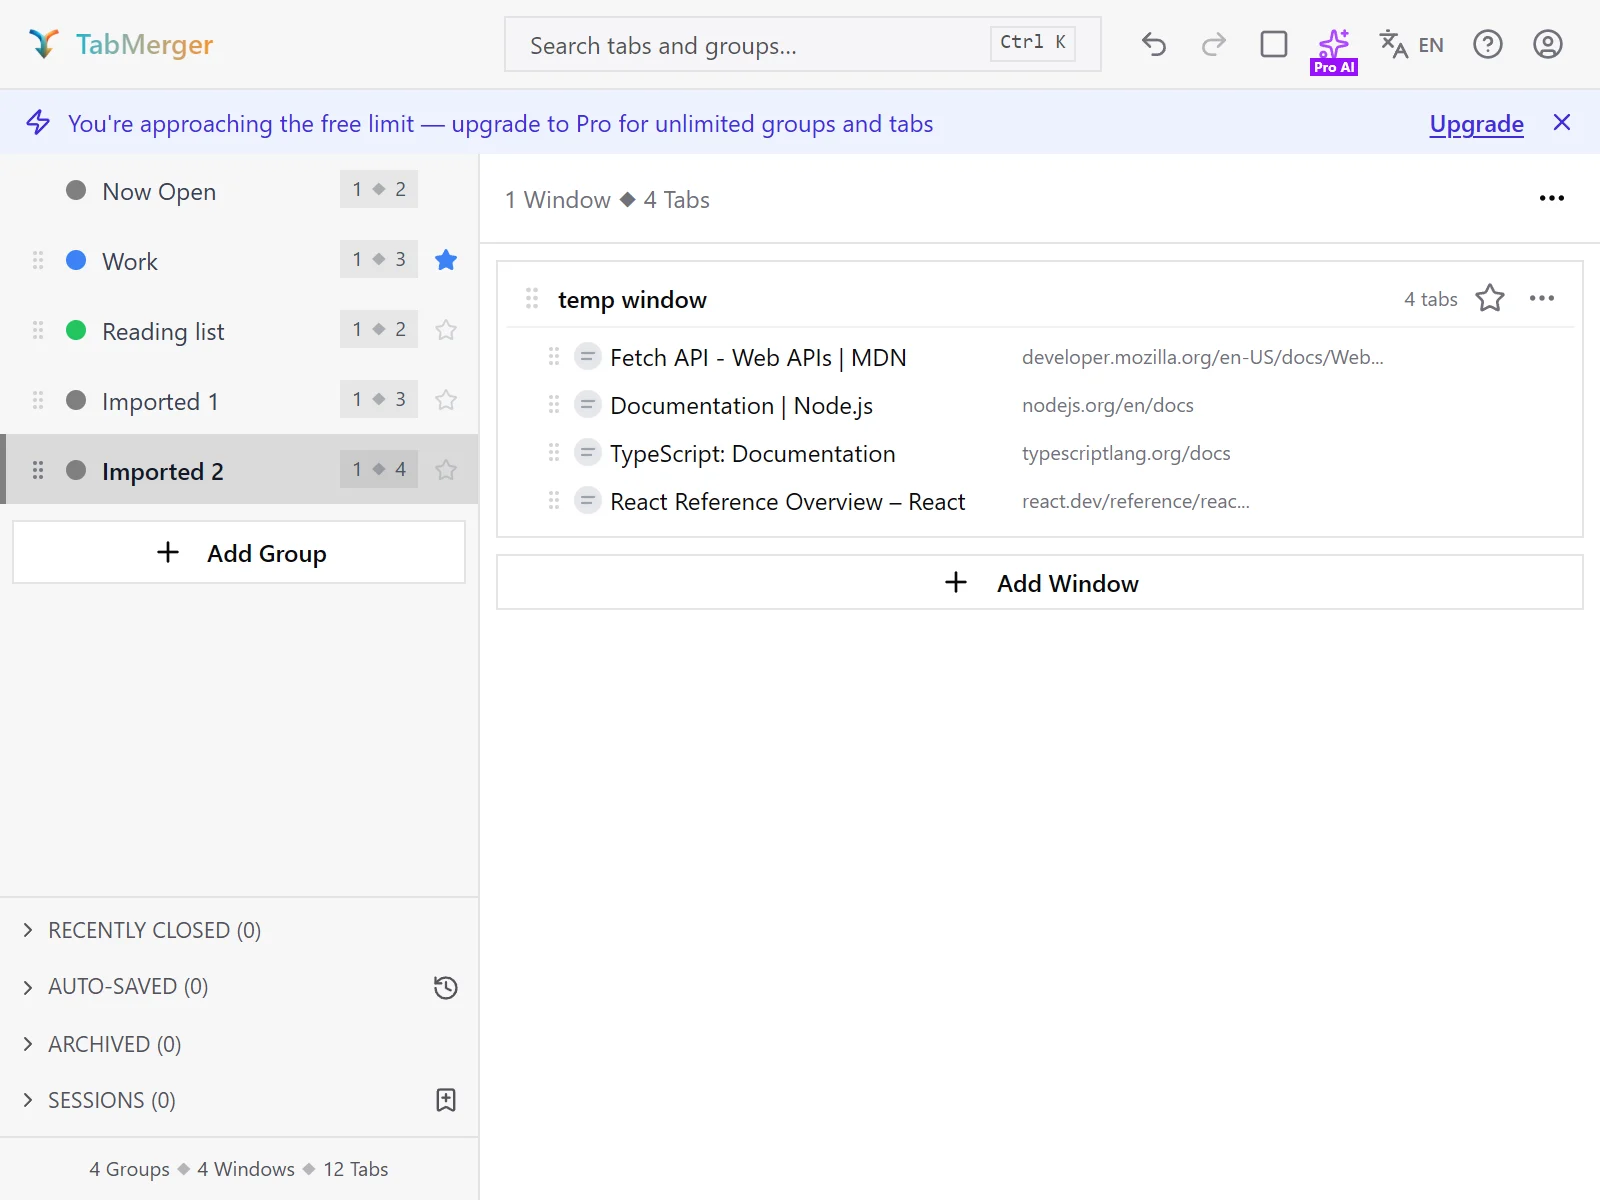 TabMerger
Search tabs and groups...
Ctrl K
Pro AI
EN
You're approaching the free limit — upgrade to Pro for unlimited groups and tabs
Upgrade
Now Open
1 ◆ 2
Work
1 ◆ 3
Reading list
1 ◆ 2
Imported 1
1 ◆ 3
Imported 2
1 ◆ 4
Add Group
RECENTLY CLOSED (0)
AUTO-SAVED (0)
ARCHIVED (0)
SESSIONS (0)
4 Groups ◆ 4 Windows ◆ 12 Tabs
1 Window ◆ 4 Tabs
temp window
4 tabs
Fetch API - Web APIs | MDN
developer.mozilla.org/en-US/docs/Web...
Documentation | Node.js
nodejs.org/en/docs
TypeScript: Documentation
typescriptlang.org/docs
React Reference Overview – React
react.dev/reference/reac...
Add Window